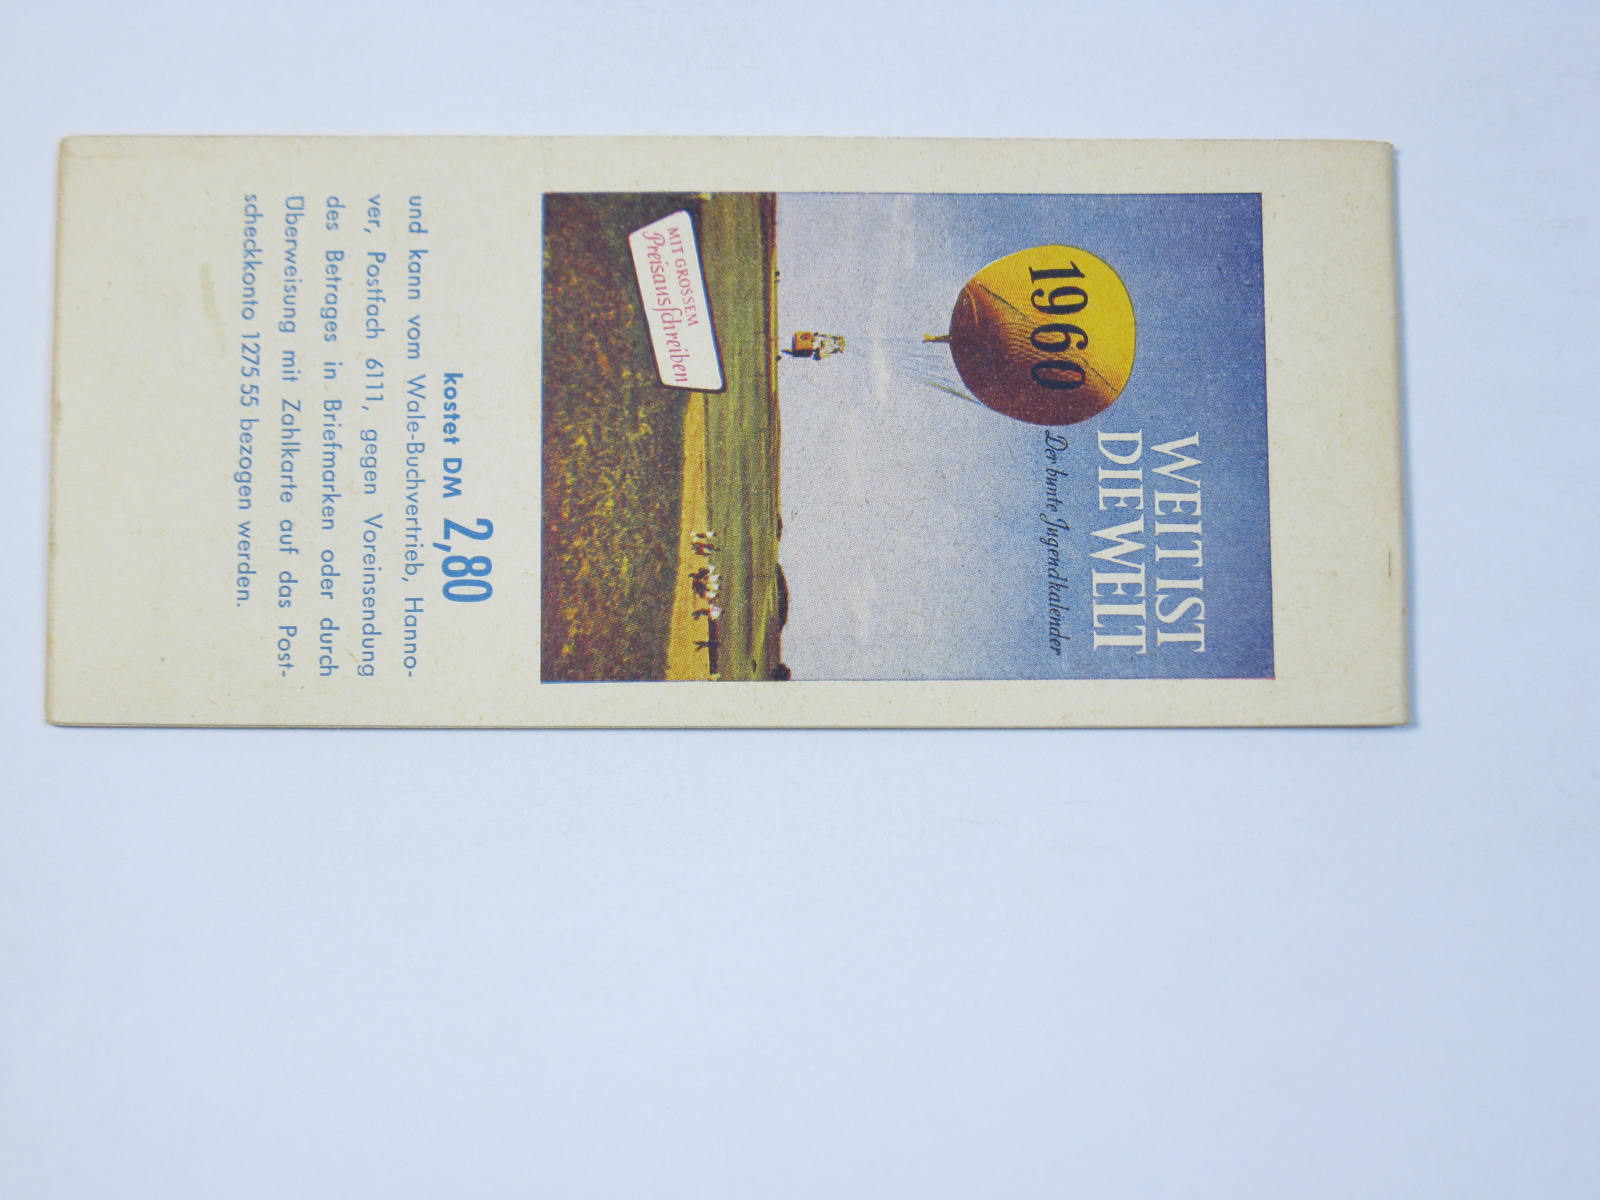 WEIT IST
DIE WELT
Der bunte Jugendkalender
1960
MIT GROSSEM
Preisausschreiben
kostet DM 2,80
und kann vom Wale-Buchvertrieb, Hanno-
ver, Postfach 6111, gegen Voreinsendung
des Betrages in Briefmarken oder durch
Überweisung mit Zahlkarte auf das Post-
scheckkonto 1275 55 bezogen werden.